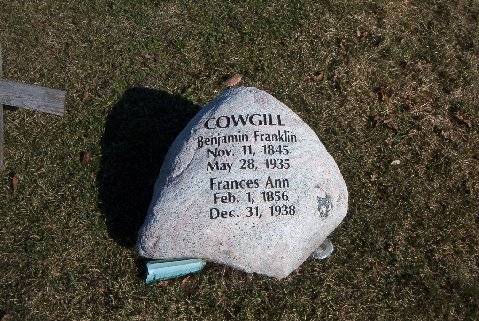 COWGILL
Benjamin Franklin
Nov. 11, 1845
May 28, 1935
Frances Ann
Feb. 1, 1856
Dec. 31, 1938